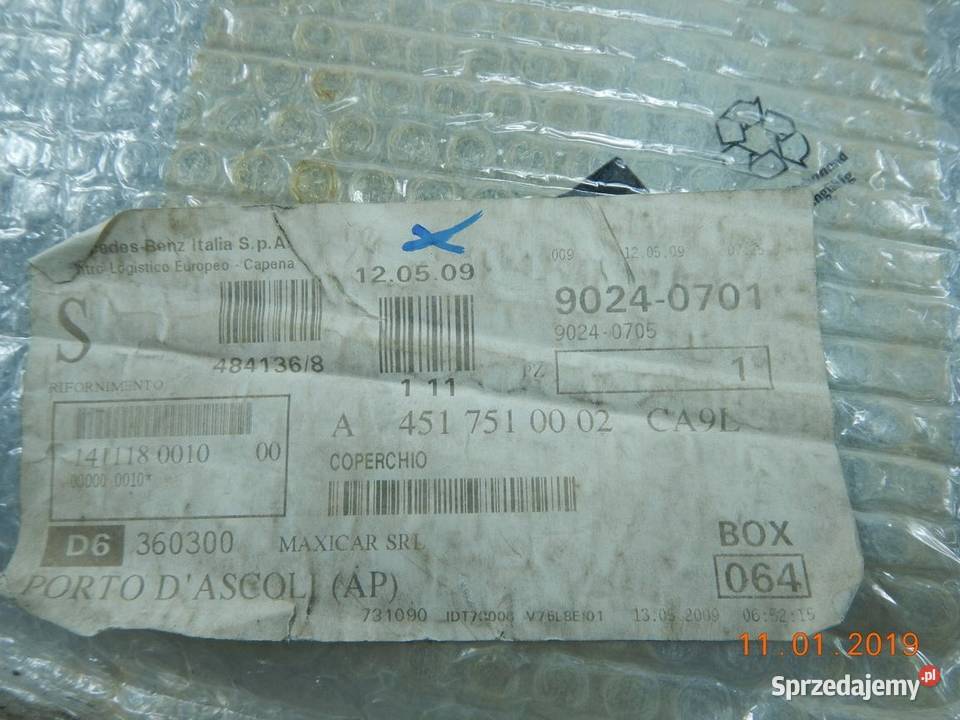 Benz Italia S.p.A.
Logistico Europeo - Capena
12.05.09
009 12.05.09
9024-0701
9024-0705
S
484136/8
1 11
PZ 1
RIFORNIMENTO
141118 0010 00
00000 0010*
A 451 751 00 02 CA9L
COPERCHIO
D6 360300 MAXICAR SRL
BOX
064
PORTO D'ASCOLI (AP)
731090 13.05.2009 06:52:15
11.01.2019
Sprzedajemy.pl